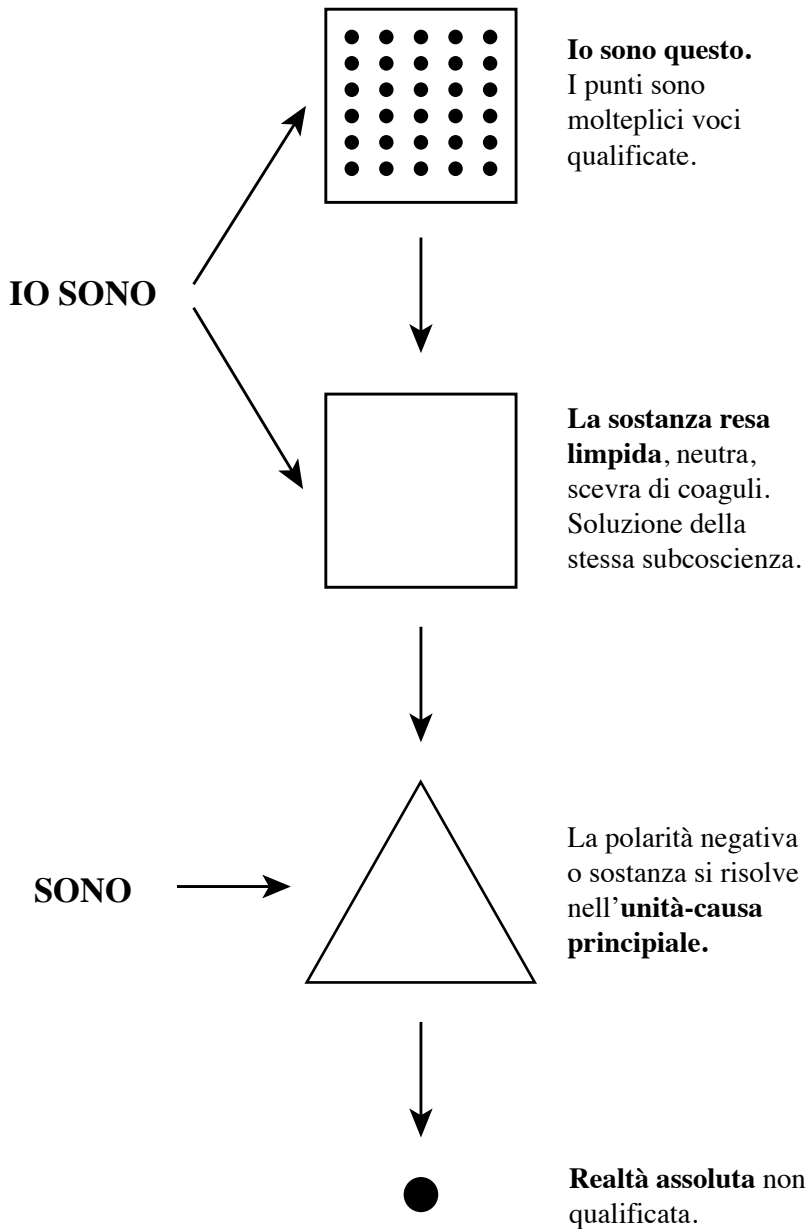 Io sono questo.
I punti sono
molteplici voci
qualificate.
IO SONO
La sostanza resa
limpida, neutra,
scevra di coaguli.
Soluzione della
stessa subcoscienza.
SONO
La polarità negativa
o sostanza si risolve
nell’unità-causa
principiale.
Realtà assoluta non
qualificata.